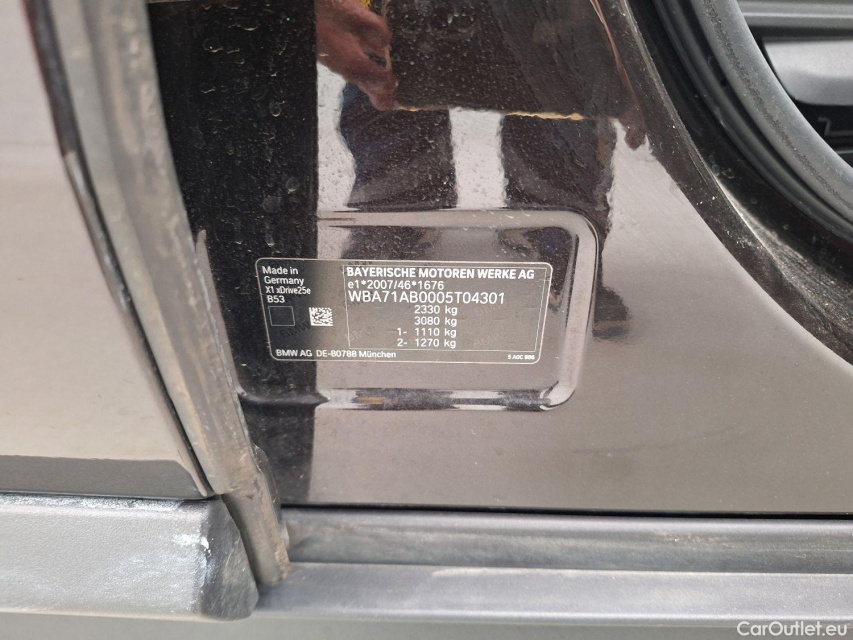 Made in
Germany
X1 xDrive25e
B53
BAYERISCHE MOTOREN WERKE AG
e1*2007/46*1676
WBA71AB0005T04301
2330 kg
3080 kg
1- 1110 kg
2- 1270 kg
BMW AG DE-80788 München
CarOutlet.eu